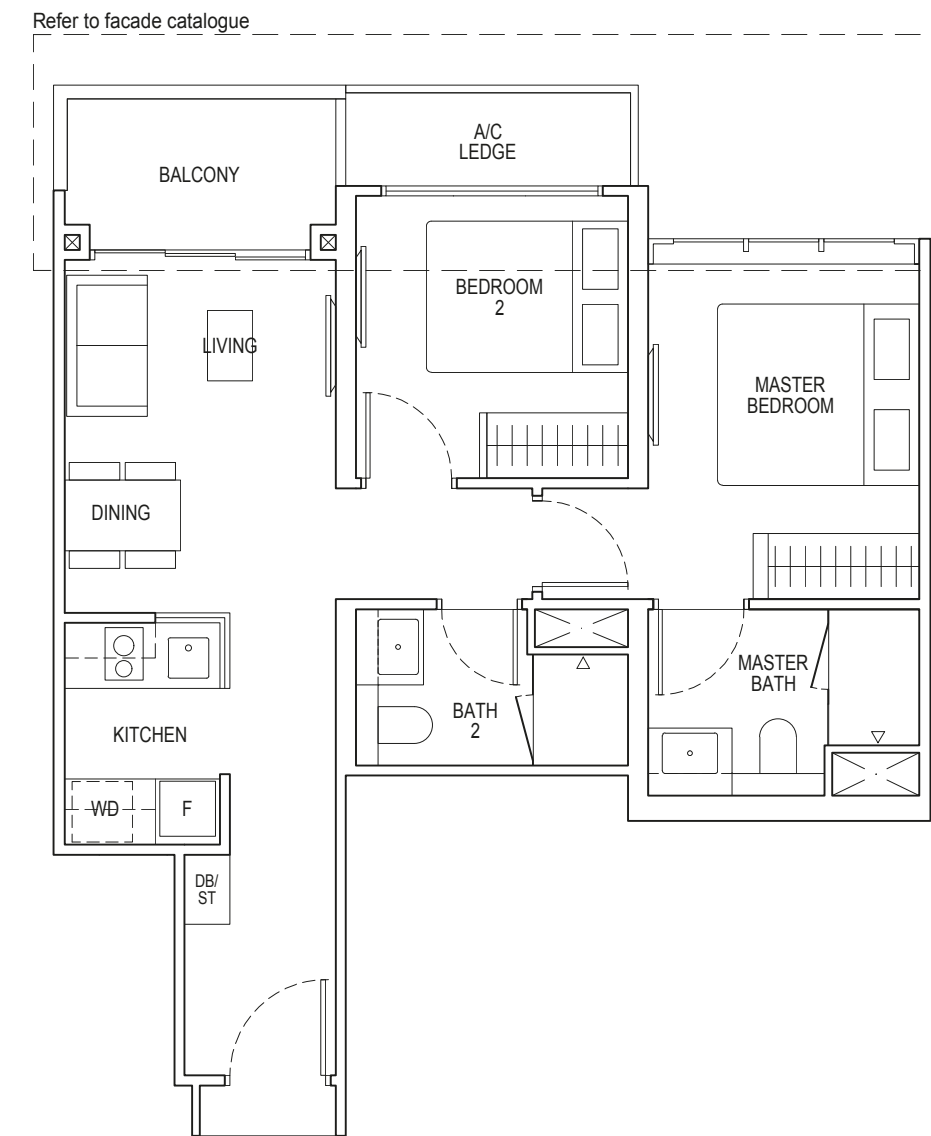 Refer to facade catalogue
A/C
LEDGE
BALCONY
BEDROOM
2
LIVING
MASTER
BEDROOM
DINING
MASTER
BATH
BATH
2
KITCHEN
WD
F
DB/
ST